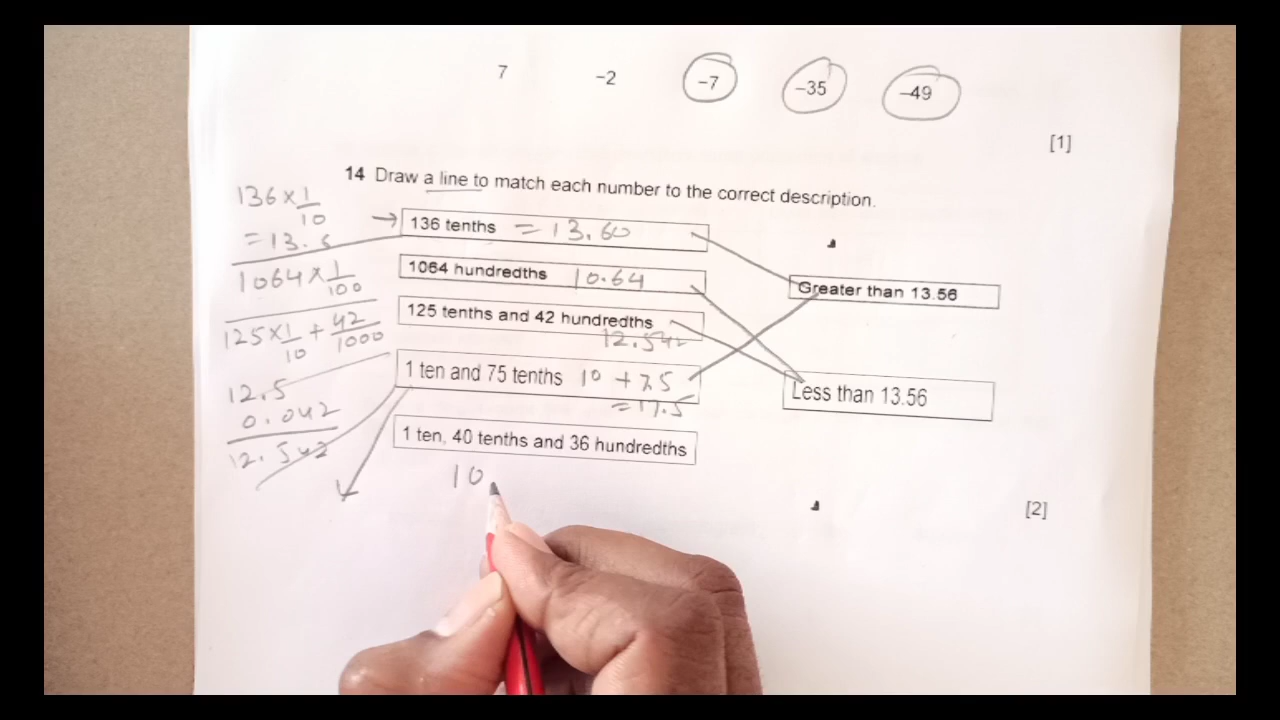 7 −2 −7 −35 −49
[1]
14 Draw a line to match each number to the correct description.
136 × 1/10
= 13.
136 tenths = 13.60
1064 × 1/100
1064 hundredths 10.64
Greater than 13.56
125 × 1/10 + 42/1000
125 tenths and 42 hundredths
12.542
12.5
0.042
12.542
1 ten and 75 tenths 10 + 7.5
= 17.5
Less than 13.56
1 ten, 40 tenths and 36 hundredths
10
[2]